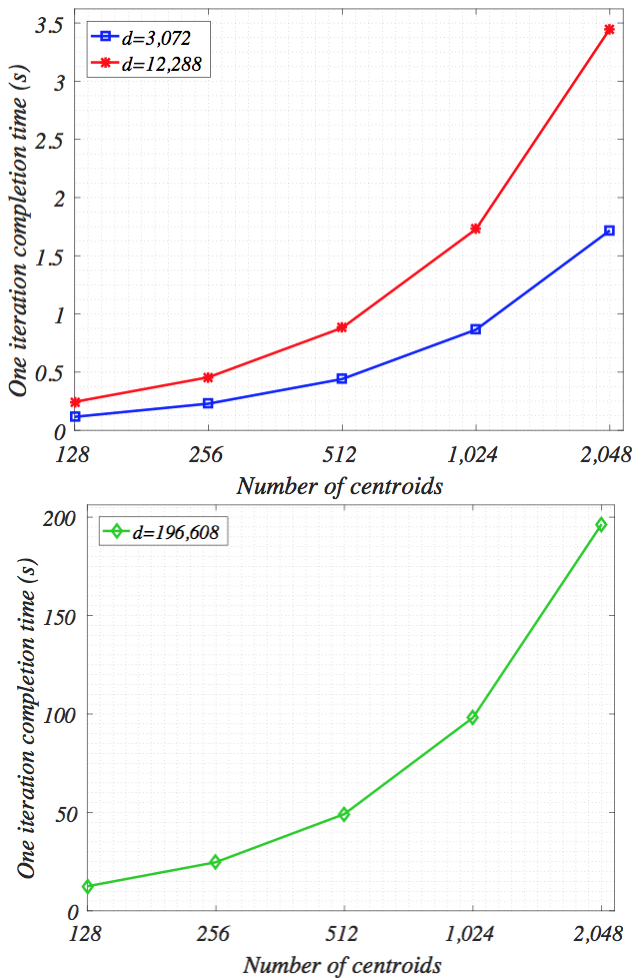 3.5
3
2.5
2
1.5
1
0.5
0
One iteration completion time (s)
d=3,072
d=12,288
128 256 512 1,024 2,048
Number of centroids
200
150
100
50
0
One iteration completion time (s)
d=196,608
128 256 512 1,024 2,048
Number of centroids